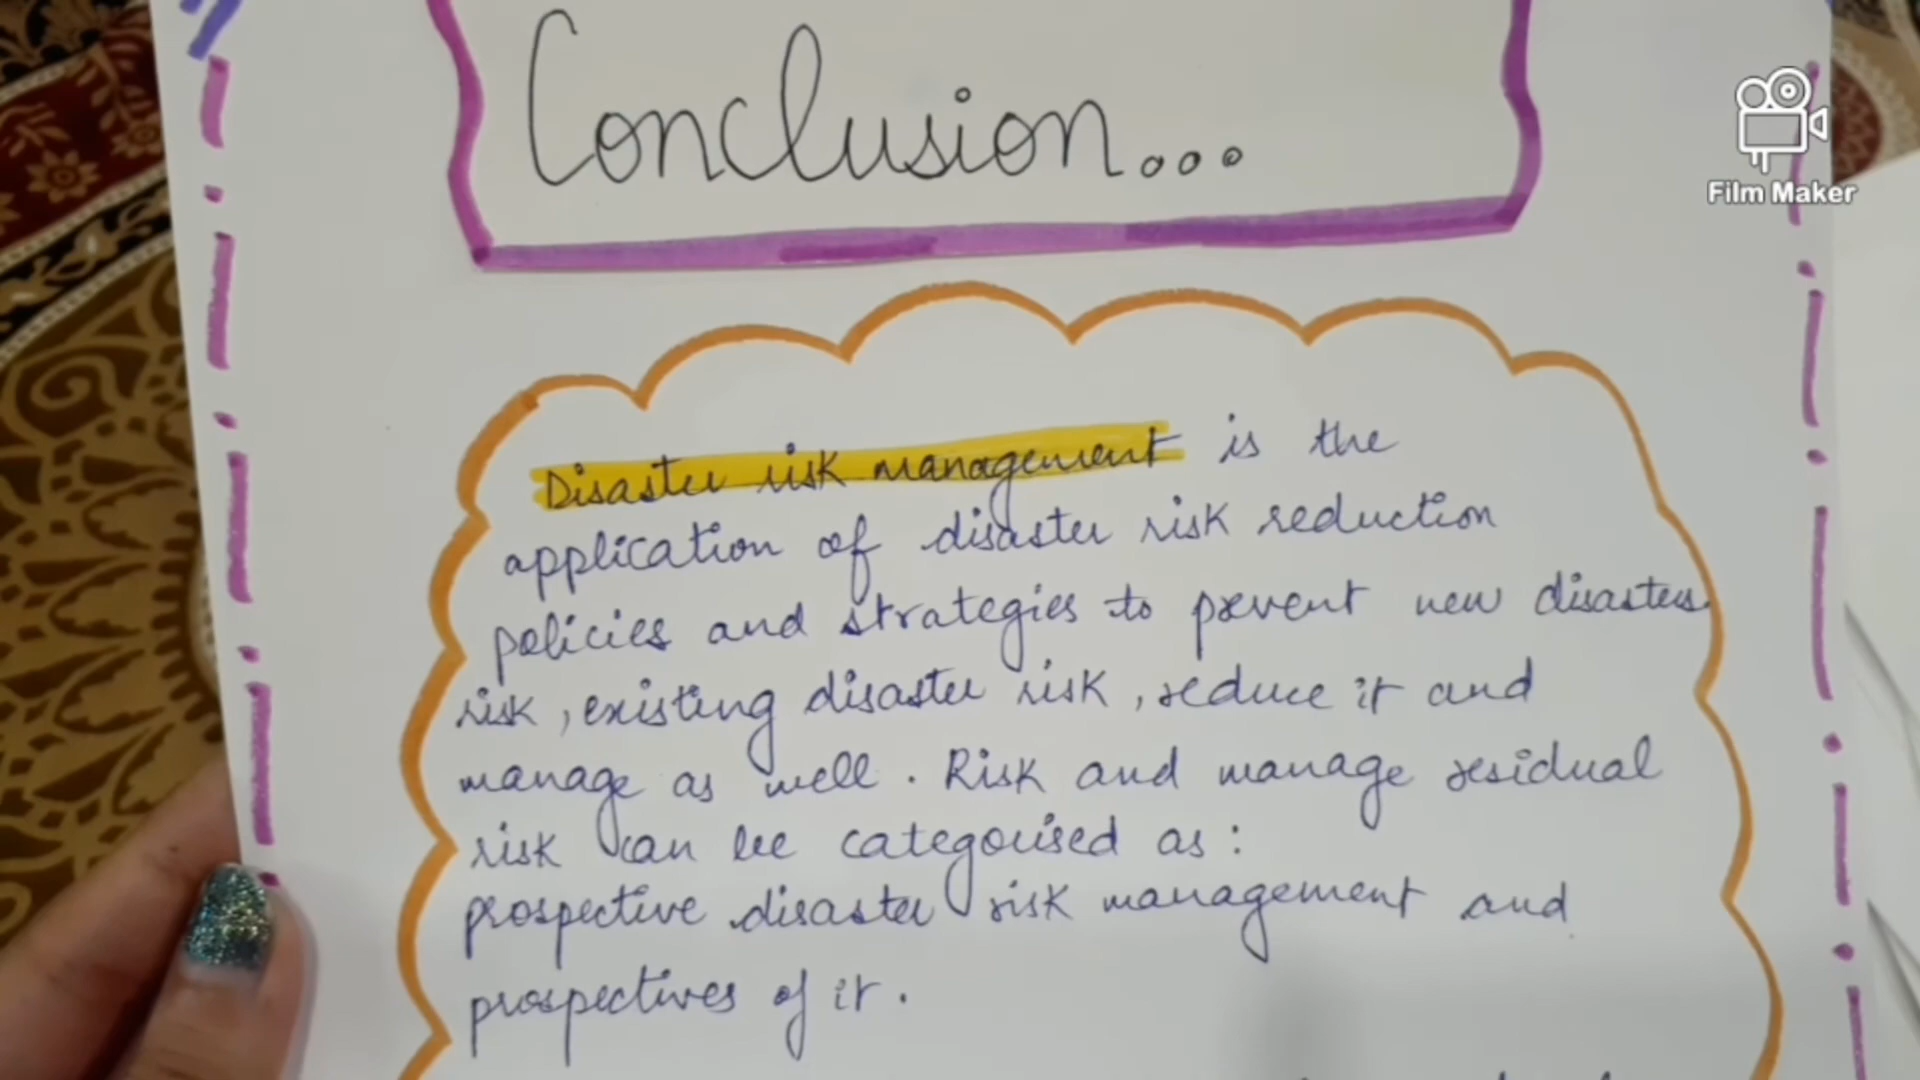 Conclusion...
Film Maker
Disaster risk management is the
application of disaster risk reduction
policies and strategies to prevent new disasters
risk, existing disaster risk, reduce it and
manage as well. Risk and manage residual
risk can be categorised as:
prospective disaster risk management and
prospectives of it.